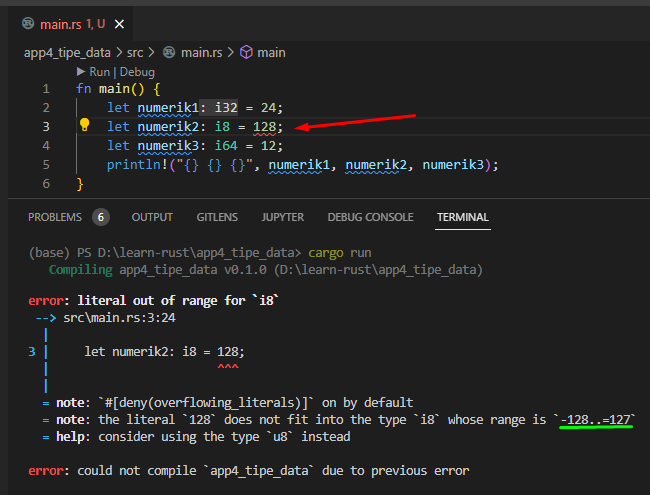 main.rs 1, U
app4_tipe_data > src > main.rs > main
Run | Debug
1 fn main() {
2 let numerik1: i32 = 24;
3 let numerik2: i8 = 128;
4 let numerik3: i64 = 12;
5 println!("{} {} {}", numerik1, numerik2, numerik3);
6 }
PROBLEMS 6 OUTPUT GITLENS JUPYTER DEBUG CONSOLE TERMINAL
(base) PS D:\learn-rust\app4_tipe_data> cargo run
Compiling app4_tipe_data v0.1.0 (D:\learn-rust\app4_tipe_data)
error: literal out of range for `i8`
--> src\main.rs:3:24
|
3 | let numerik2: i8 = 128;
| ^^^
|
= note: `#[deny(overflowing_literals)]` on by default
= note: the literal `128` does not fit into the type `i8` whose range is `-128..=127`
= help: consider using the type `u8` instead
error: could not compile `app4_tipe_data` due to previous error